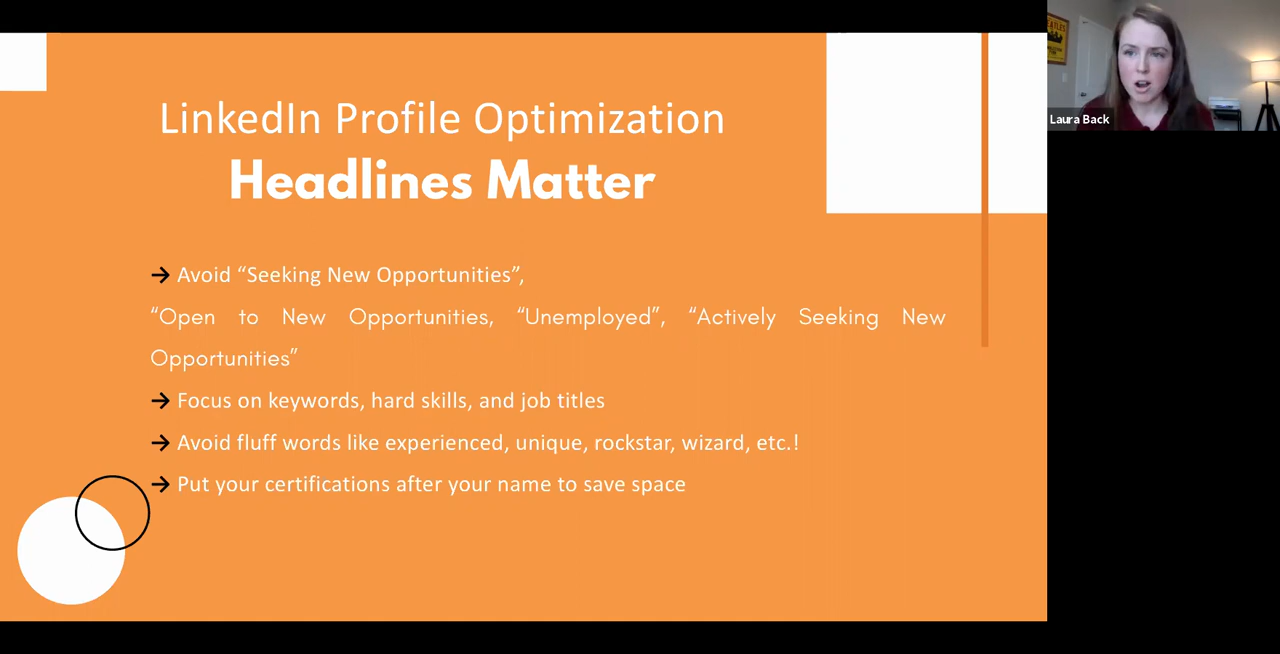 LinkedIn Profile Optimization
Headlines Matter
→ Avoid “Seeking New Opportunities”,
“Open to New Opportunities, “Unemployed”, “Actively Seeking New
Opportunities”
→ Focus on keywords, hard skills, and job titles
→ Avoid fluff words like experienced, unique, rockstar, wizard, etc.!
→ Put your certifications after your name to save space
Laura Back